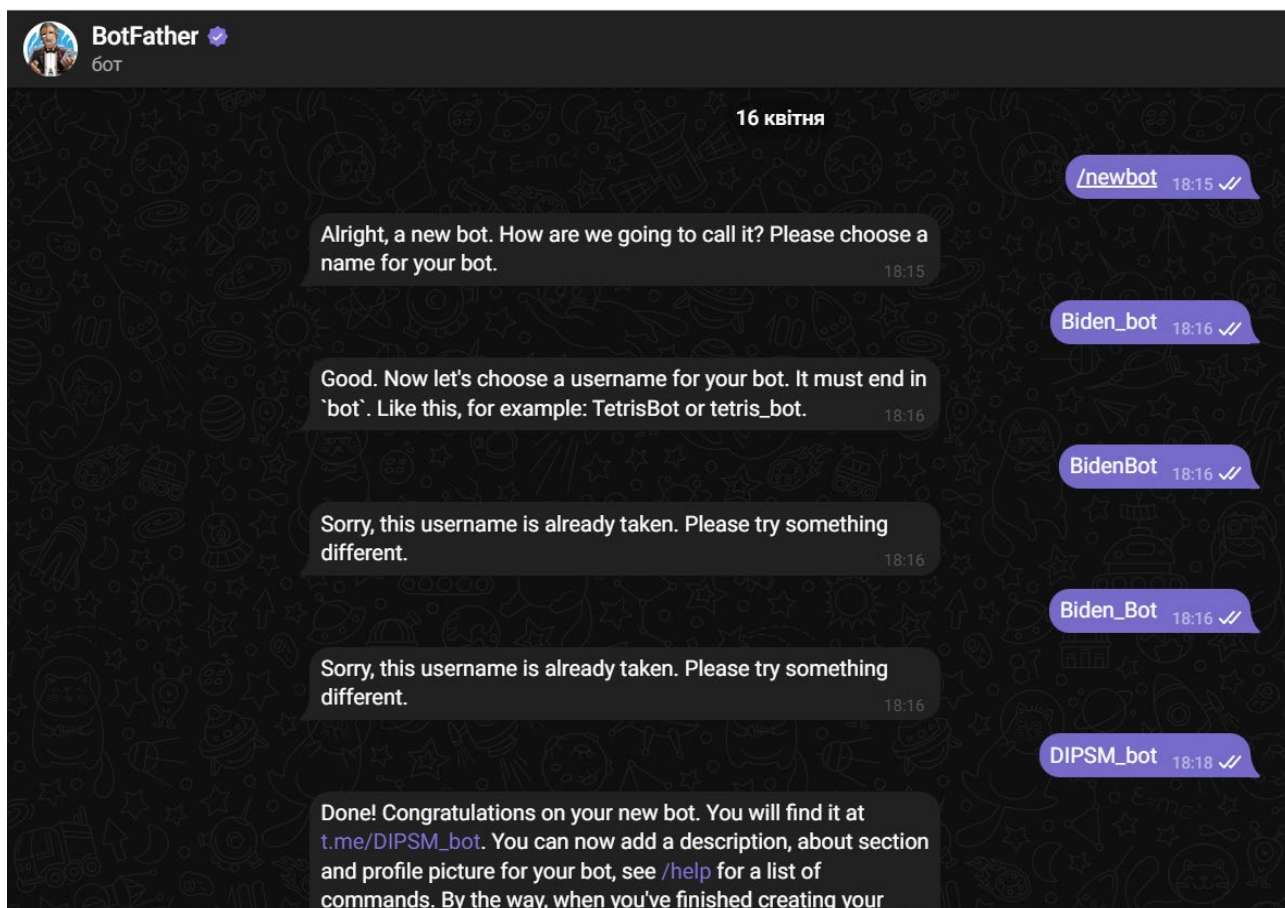 BotFather
бот
16 квітня
/newbot 18:15
Alright, a new bot. How are we going to call it? Please choose a
name for your bot. 18:15
Biden_bot 18:16
Good. Now let's choose a username for your bot. It must end in
`bot`. Like this, for example: TetrisBot or tetris_bot. 18:16
BidenBot 18:16
Sorry, this username is already taken. Please try something
different. 18:16
Biden_Bot 18:16
Sorry, this username is already taken. Please try something
different. 18:16
DIPSM_bot 18:18
Done! Congratulations on your new bot. You will find it at
t.me/DIPSM_bot. You can now add a description, about section
and profile picture for your bot, see /help for a list of
commands. By the way, when you've finished creating your